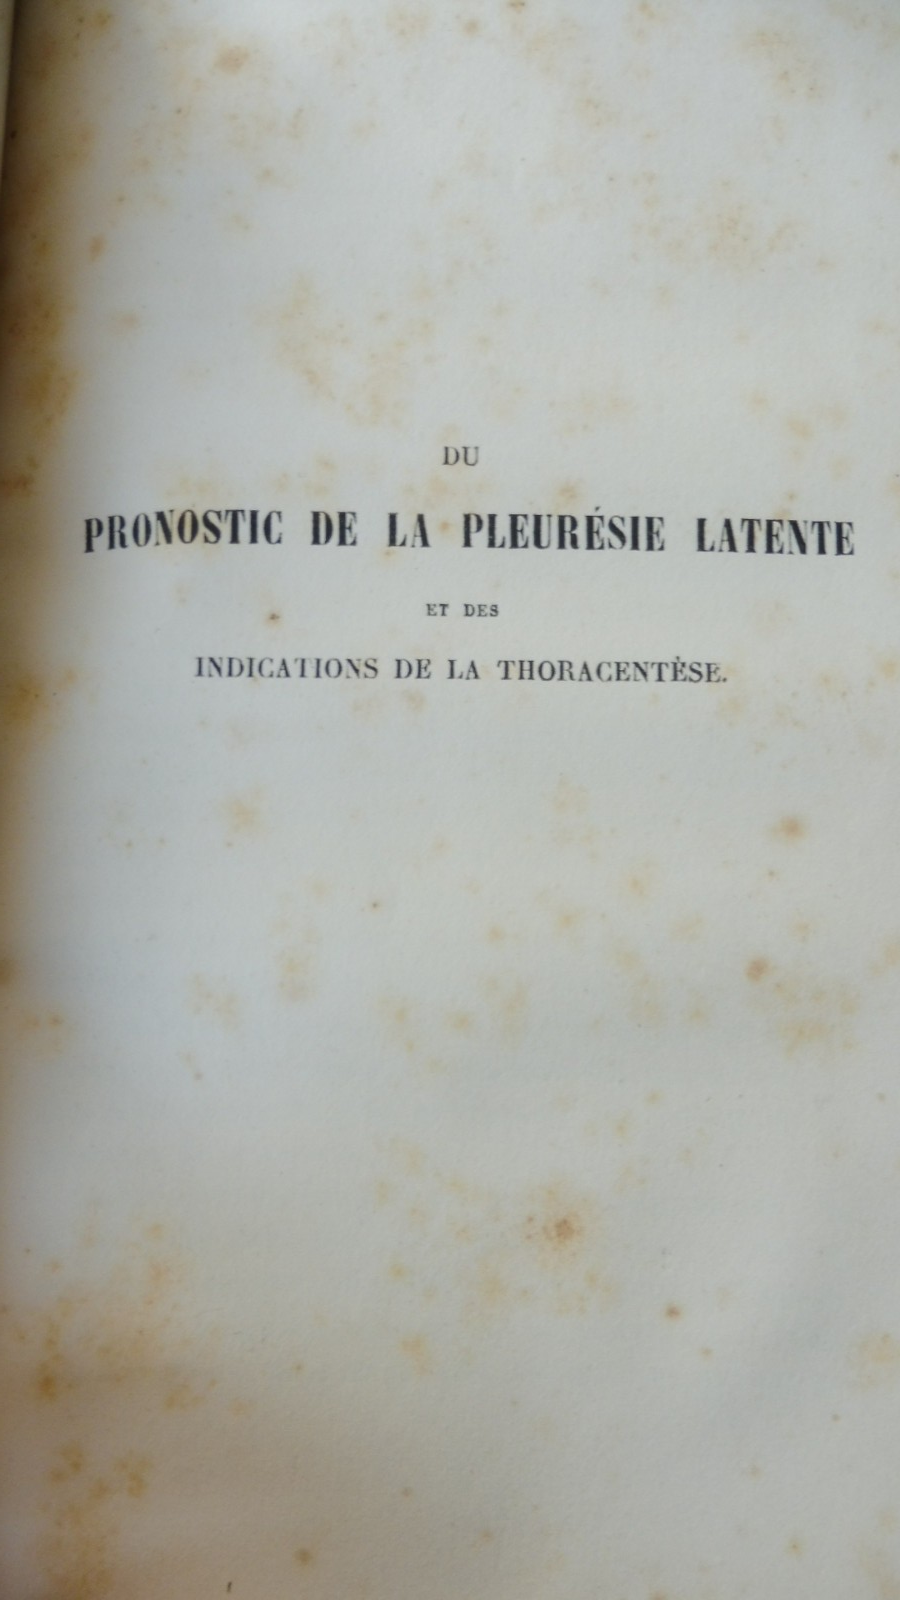 DU
PRONOSTIC DE LA PLEURÉSIE LATENTE
ET DES
INDICATIONS DE LA THORACENTÈSE.